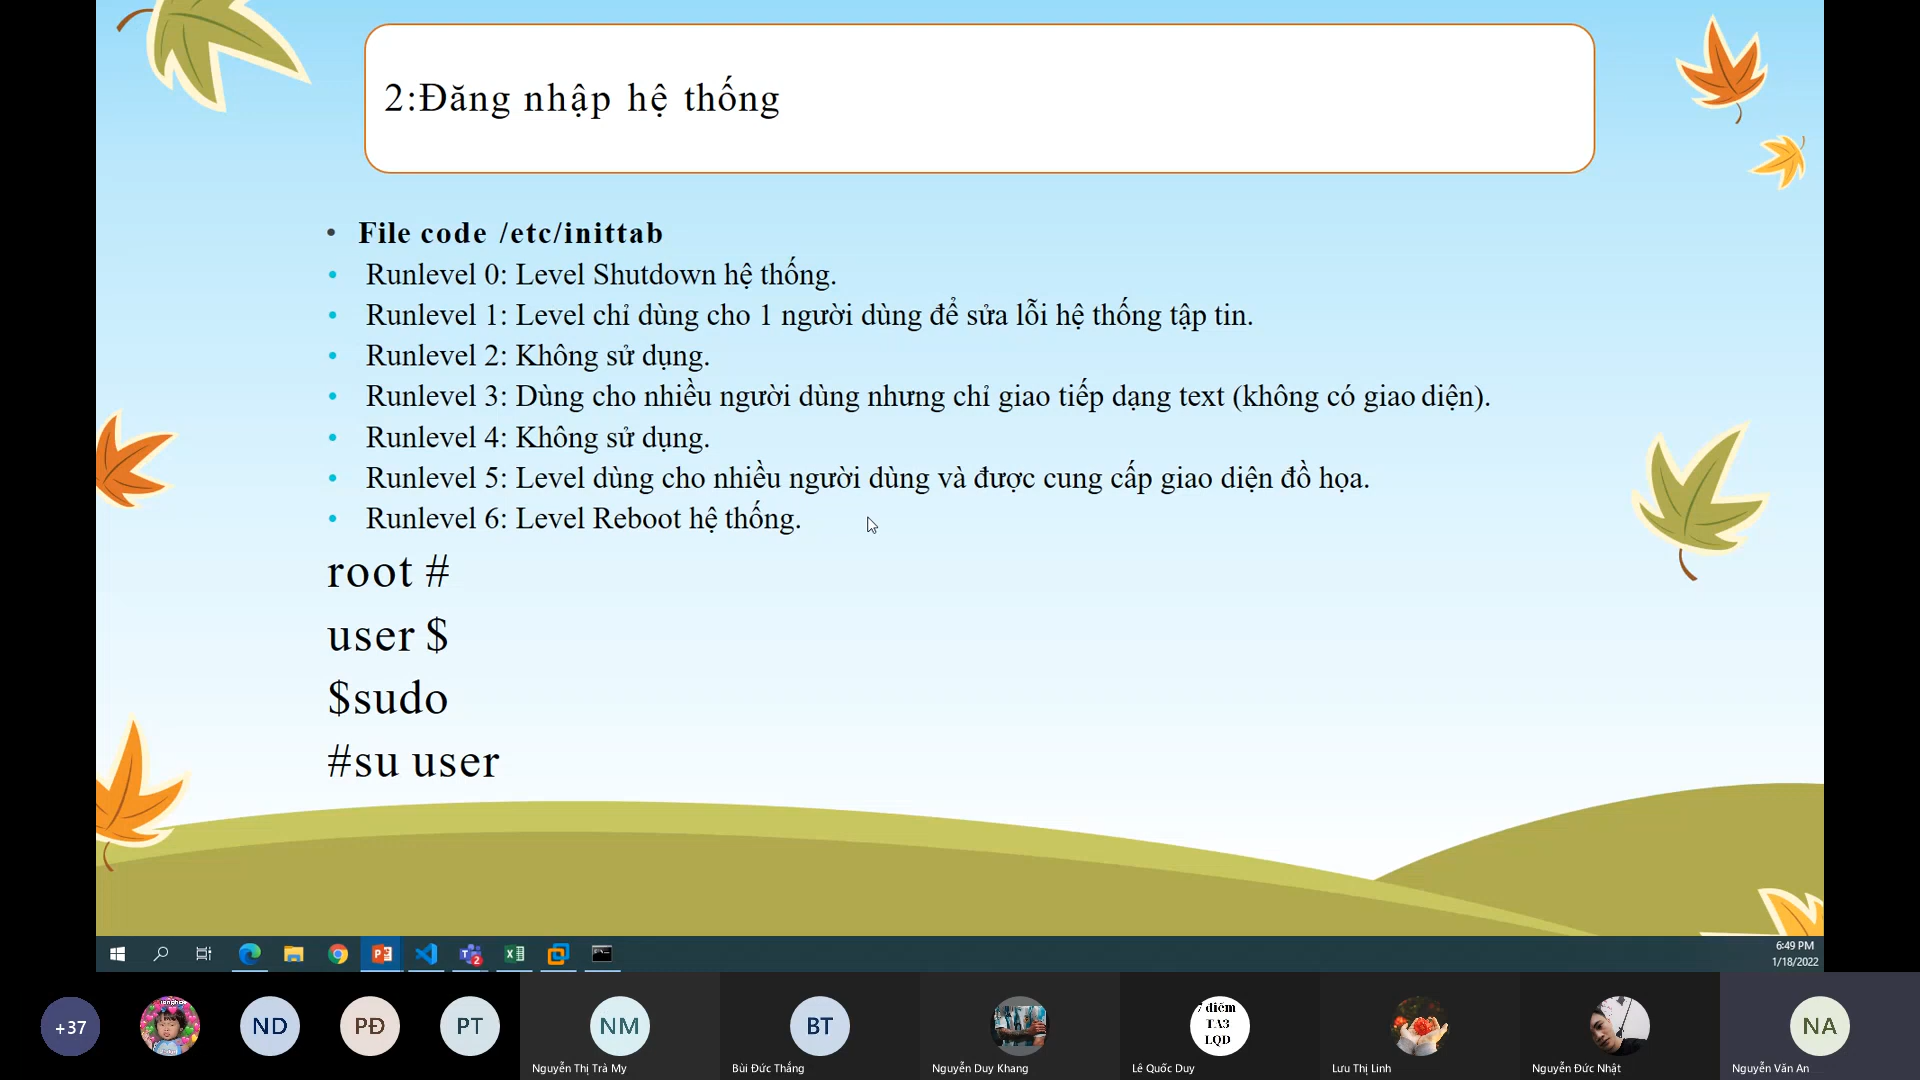 2:Đăng nhập hệ thống
• File code /etc/inittab
• Runlevel 0: Level Shutdown hệ thống.
• Runlevel 1: Level chỉ dùng cho 1 người dùng để sửa lỗi hệ thống tập tin.
• Runlevel 2: Không sử dụng.
• Runlevel 3: Dùng cho nhiều người dùng nhưng chỉ giao tiếp dạng text (không có giao diện).
• Runlevel 4: Không sử dụng.
• Runlevel 5: Level dùng cho nhiều người dùng và được cung cấp giao diện đồ họa.
• Runlevel 6: Level Reboot hệ thống.
root #
user $
$sudo
#su user
6:49 PM
1/18/2022
2
+37
ND
PĐ
PT
NM
BT
7 điểm
TA3
LQD
NA
Nguyễn Thị Trà My
Bùi Đức Thắng
Nguyễn Duy Khang
Lê Quốc Duy
Lưu Thị Linh
Nguyễn Đức Nhật
Nguyễn Văn An